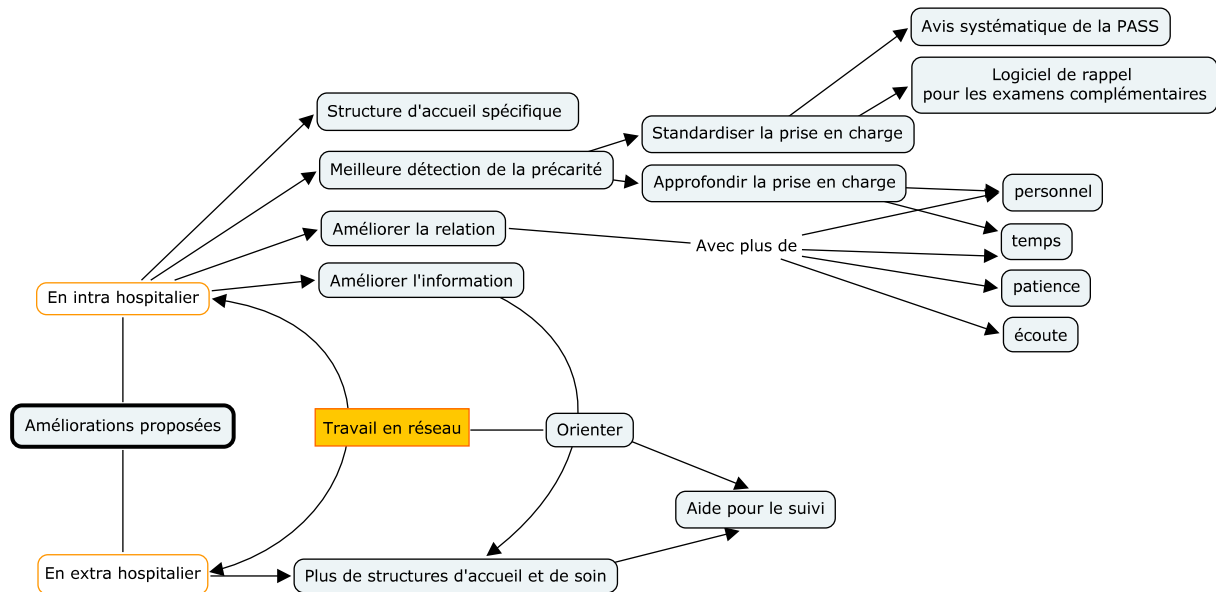 Avis systématique de la PASS
Logiciel de rappel
pour les examens complémentaires
Structure d'accueil spécifique
Standardiser la prise en charge
Meilleure détection de la précarité
Approfondir la prise en charge
personnel
Améliorer la relation
Avec plus de
temps
Améliorer l'information
patience
En intra hospitalier
écoute
Améliorations proposées
Travail en réseau
Orienter
Aide pour le suivi
En extra hospitalier
Plus de structures d'accueil et de soin